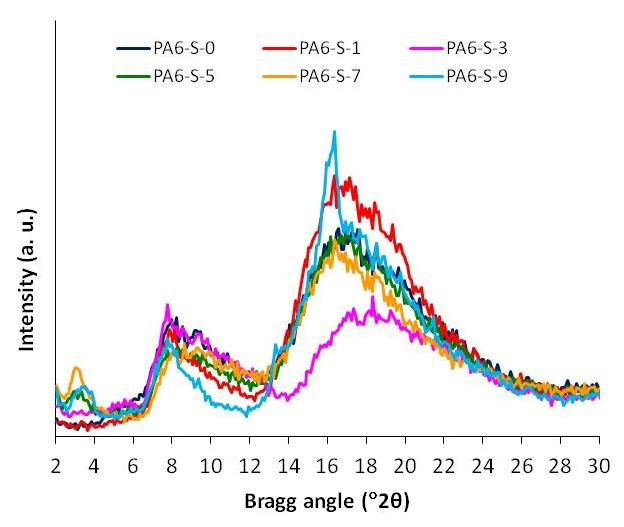 PA6-S-0 PA6-S-1 PA6-S-3
PA6-S-5 PA6-S-7 PA6-S-9
Intensity (a. u.)
2 4 6 8 10 12 14 16 18 20 22 24 26 28 30
Bragg angle (°2θ)